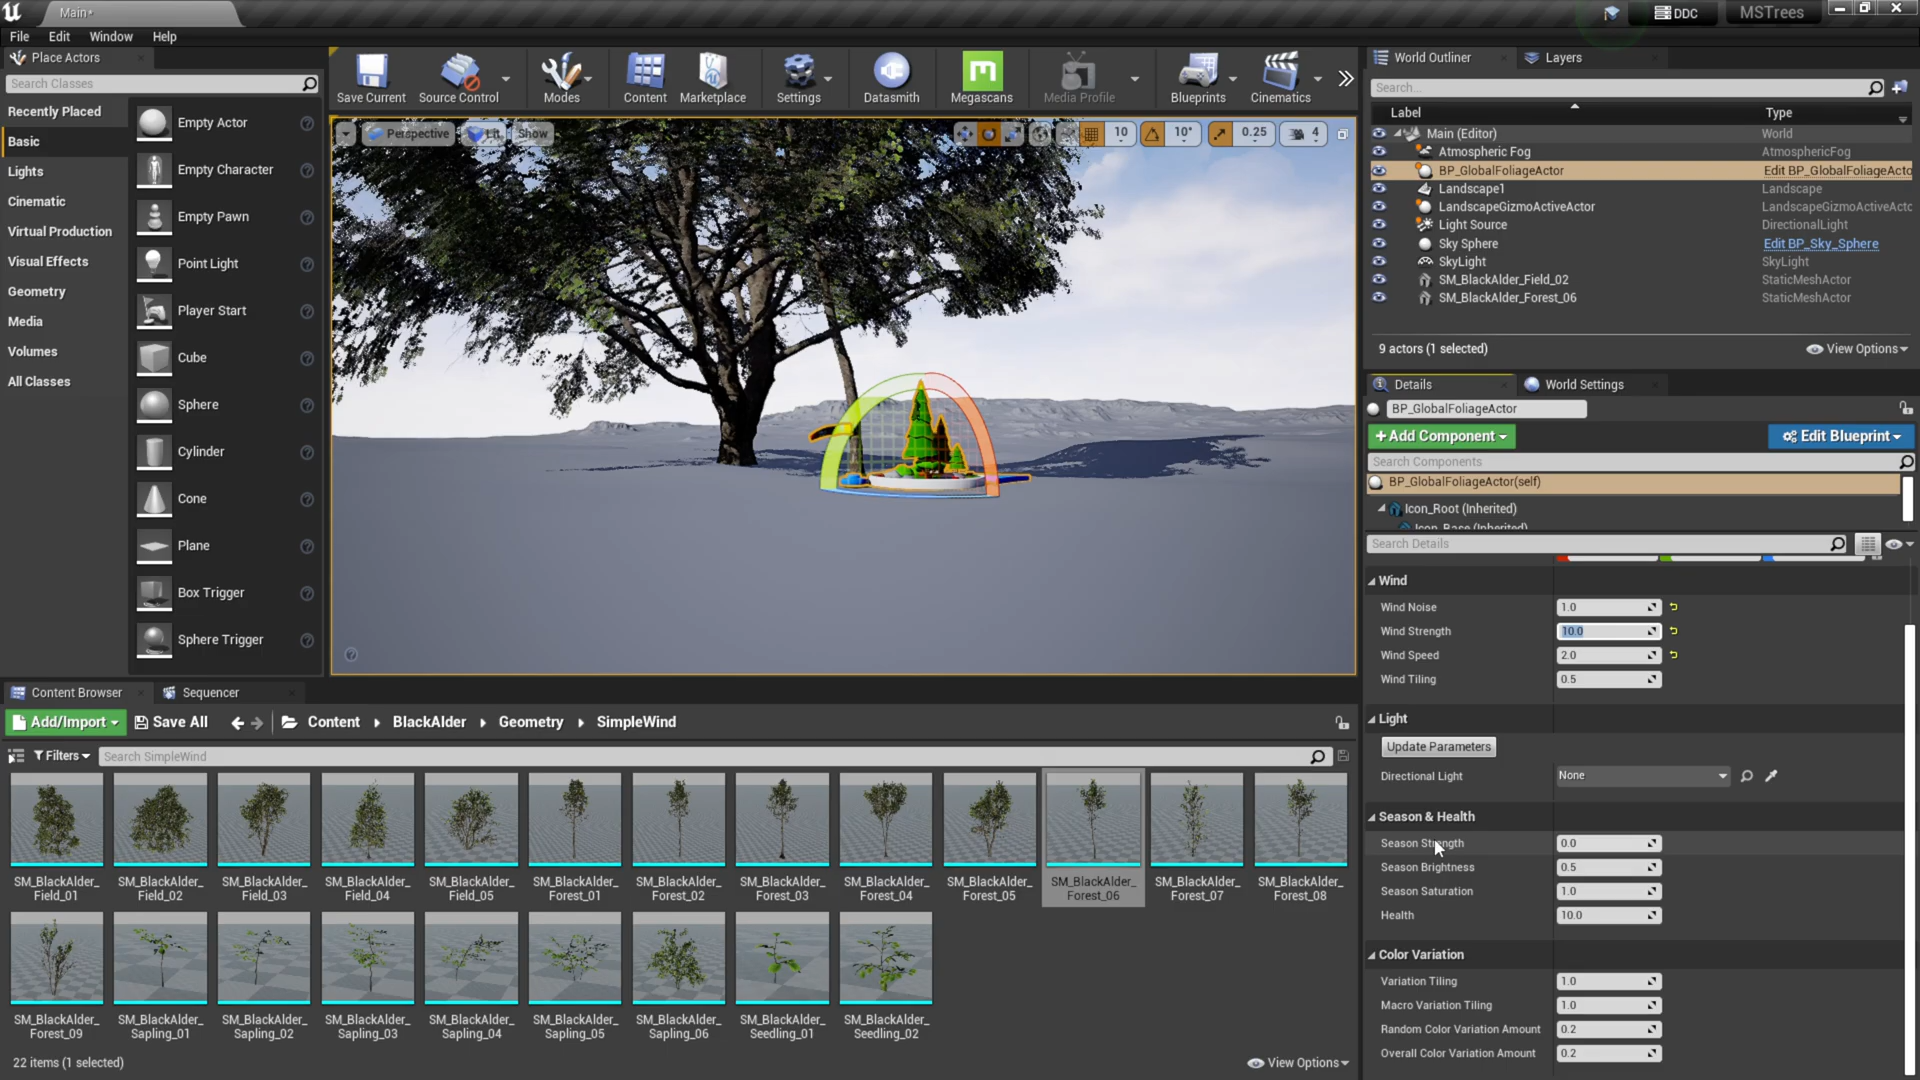 Main*
DDC
MSTrees
File Edit Window Help
Place Actors
Search Classes
Recently Placed
Basic
Lights
Cinematic
Virtual Production
Visual Effects
Geometry
Media
Volumes
All Classes
Empty Actor
Empty Character
Empty Pawn
Point Light
Player Start
Cube
Sphere
Cylinder
Cone
Plane
Box Trigger
Sphere Trigger
Save Current
Source Control
Modes
Content
Marketplace
Settings
Datasmith
Megascans
Media Profile
Blueprints
Cinematics
Perspective
Lit
Show
10
10°
0.25
4
World Outliner
Layers
Search...
Label Type
Main (Editor) World
Atmospheric Fog AtmosphericFog
BP_GlobalFoliageActor Edit BP_GlobalFoliageActo
Landscape1 Landscape
LandscapeGizmoActiveActor LandscapeGizmoActiveActo
Light Source DirectionalLight
Sky Sphere Edit BP_Sky_Sphere
SkyLight SkyLight
SM_BlackAlder_Field_02 StaticMeshActor
SM_BlackAlder_Forest_06 StaticMeshActor
9 actors (1 selected)
View Options
Details
World Settings
BP_GlobalFoliageActor
+Add Component
Edit Blueprint
Search Components
BP_GlobalFoliageActor(self)
Icon_Root (Inherited)
Icon_Base (Inherited)
Search Details
Wind
Wind Noise 1.0
Wind Strength 10.0
Wind Speed 2.0
Wind Tiling 0.5
Light
Update Parameters
Directional Light None
Season & Health
Season Strength 0.0
Season Brightness 0.5
Season Saturation 1.0
Health 10.0
Color Variation
Variation Tiling 1.0
Macro Variation Tiling 1.0
Random Color Variation Amount 0.2
Overall Color Variation Amount 0.2
Content Browser
Sequencer
Add/Import
Save All
Content
BlackAlder
Geometry
SimpleWind
Filters
Search SimpleWind
SM_BlackAlder_
Field_01
SM_BlackAlder_
Field_02
SM_BlackAlder_
Field_03
SM_BlackAlder_
Field_04
SM_BlackAlder_
Field_05
SM_BlackAlder_
Forest_01
SM_BlackAlder_
Forest_02
SM_BlackAlder_
Forest_03
SM_BlackAlder_
Forest_04
SM_BlackAlder_
Forest_05
SM_BlackAlder_
Forest_06
SM_BlackAlder_
Forest_07
SM_BlackAlder_
Forest_08
SM_BlackAlder_
Forest_09
SM_BlackAlder_
Sapling_01
SM_BlackAlder_
Sapling_02
SM_BlackAlder_
Sapling_03
SM_BlackAlder_
Sapling_04
SM_BlackAlder_
Sapling_05
SM_BlackAlder_
Sapling_06
SM_BlackAlder_
Seedling_01
SM_BlackAlder_
Seedling_02
22 items (1 selected)
View Options